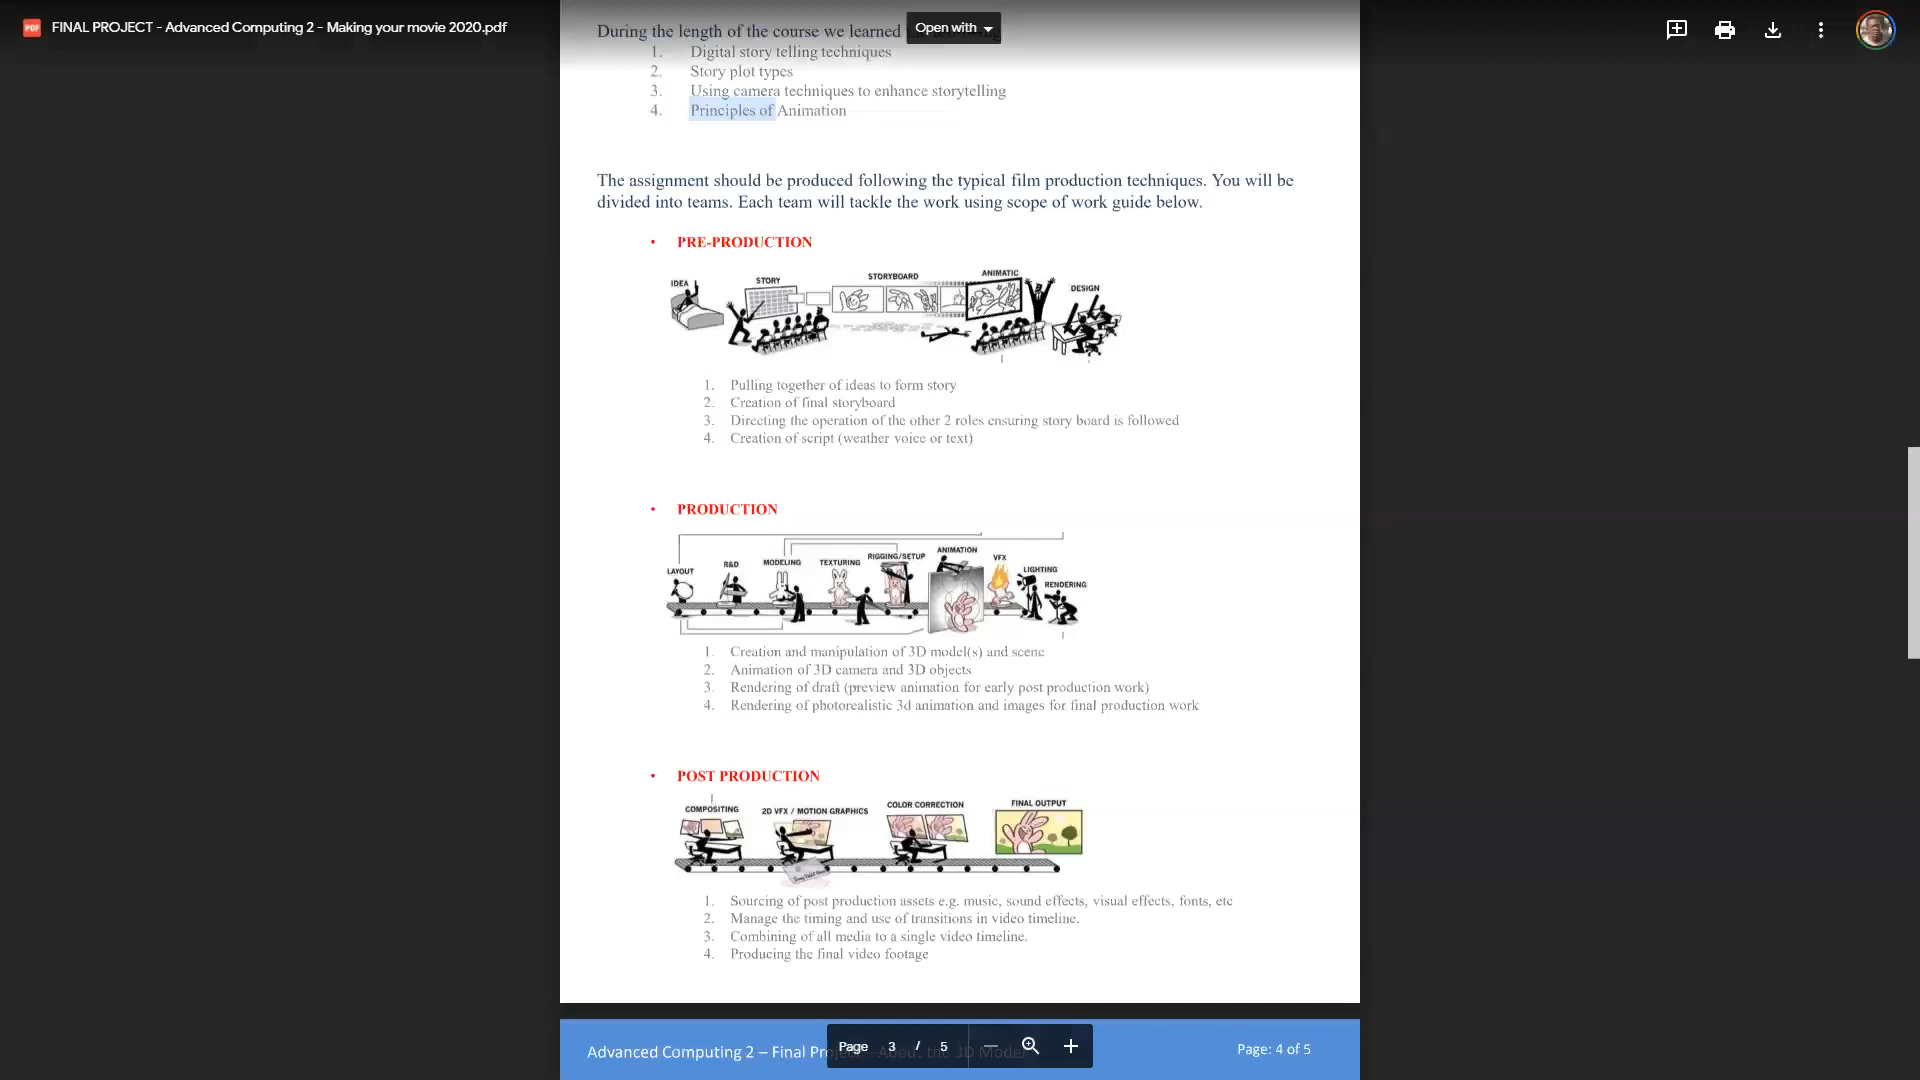 PDF FINAL PROJECT - Advanced Computing 2 - Making your movie 2020.pdf
Open with
During the length of the course we learned
1. Digital story telling techniques
2. Story plot types
3. Using camera techniques to enhance storytelling
4. Principles of Animation
The assignment should be produced following the typical film production techniques. You will be
divided into teams. Each team will tackle the work using scope of work guide below.
• PRE-PRODUCTION
IDEA
STORY
STORYBOARD
ANIMATIC
DESIGN
1. Pulling together of ideas to form story
2. Creation of final storyboard
3. Directing the operation of the other 2 roles ensuring story board is followed
4. Creation of script (weather voice or text)
• PRODUCTION
LAYOUT
R&D
MODELING
TEXTURING
RIGGING/SETUP
ANIMATION
VFX
LIGHTING
RENDERING
1. Creation and manipulation of 3D model(s) and scene
2. Animation of 3D camera and 3D objects
3. Rendering of draft (preview animation for early post production work)
4. Rendering of photorealistic 3d animation and images for final production work
• POST PRODUCTION
COMPOSITING
2D VFX / MOTION GRAPHICS
COLOR CORRECTION
FINAL OUTPUT
1. Sourcing of post production assets e.g. music, sound effects, visual effects, fonts, etc
2. Manage the timing and use of transitions in video timeline.
3. Combining of all media to a single video timeline.
4. Producing the final video footage
Advanced Computing 2 – Final Project – About the 3D Model
Page: 4 of 5
Page 3 / 5